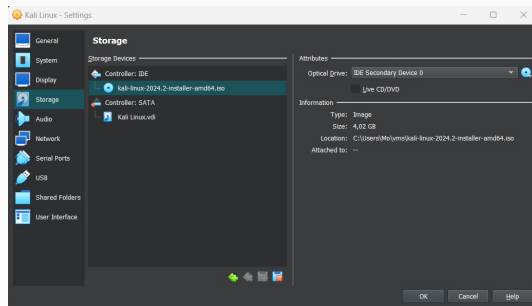 Kali Linux - Settings
General
System
Display
Storage
Audio
Network
Serial Ports
USB
Shared Folders
User Interface
Storage
Storage Devices
Controller: IDE
kali-linux-2024.2-installer-amd64.iso
Controller: SATA
Kali Linux.vdi
Attributes
Optical Drive: IDE Secondary Device 0
Live CD/DVD
Information
Type: Image
Size: 4,02 GB
Location: C:\Users\Mo\vms\kali-linux-2024.2-installer-amd64.iso
Attached to: --
OK Cancel Help